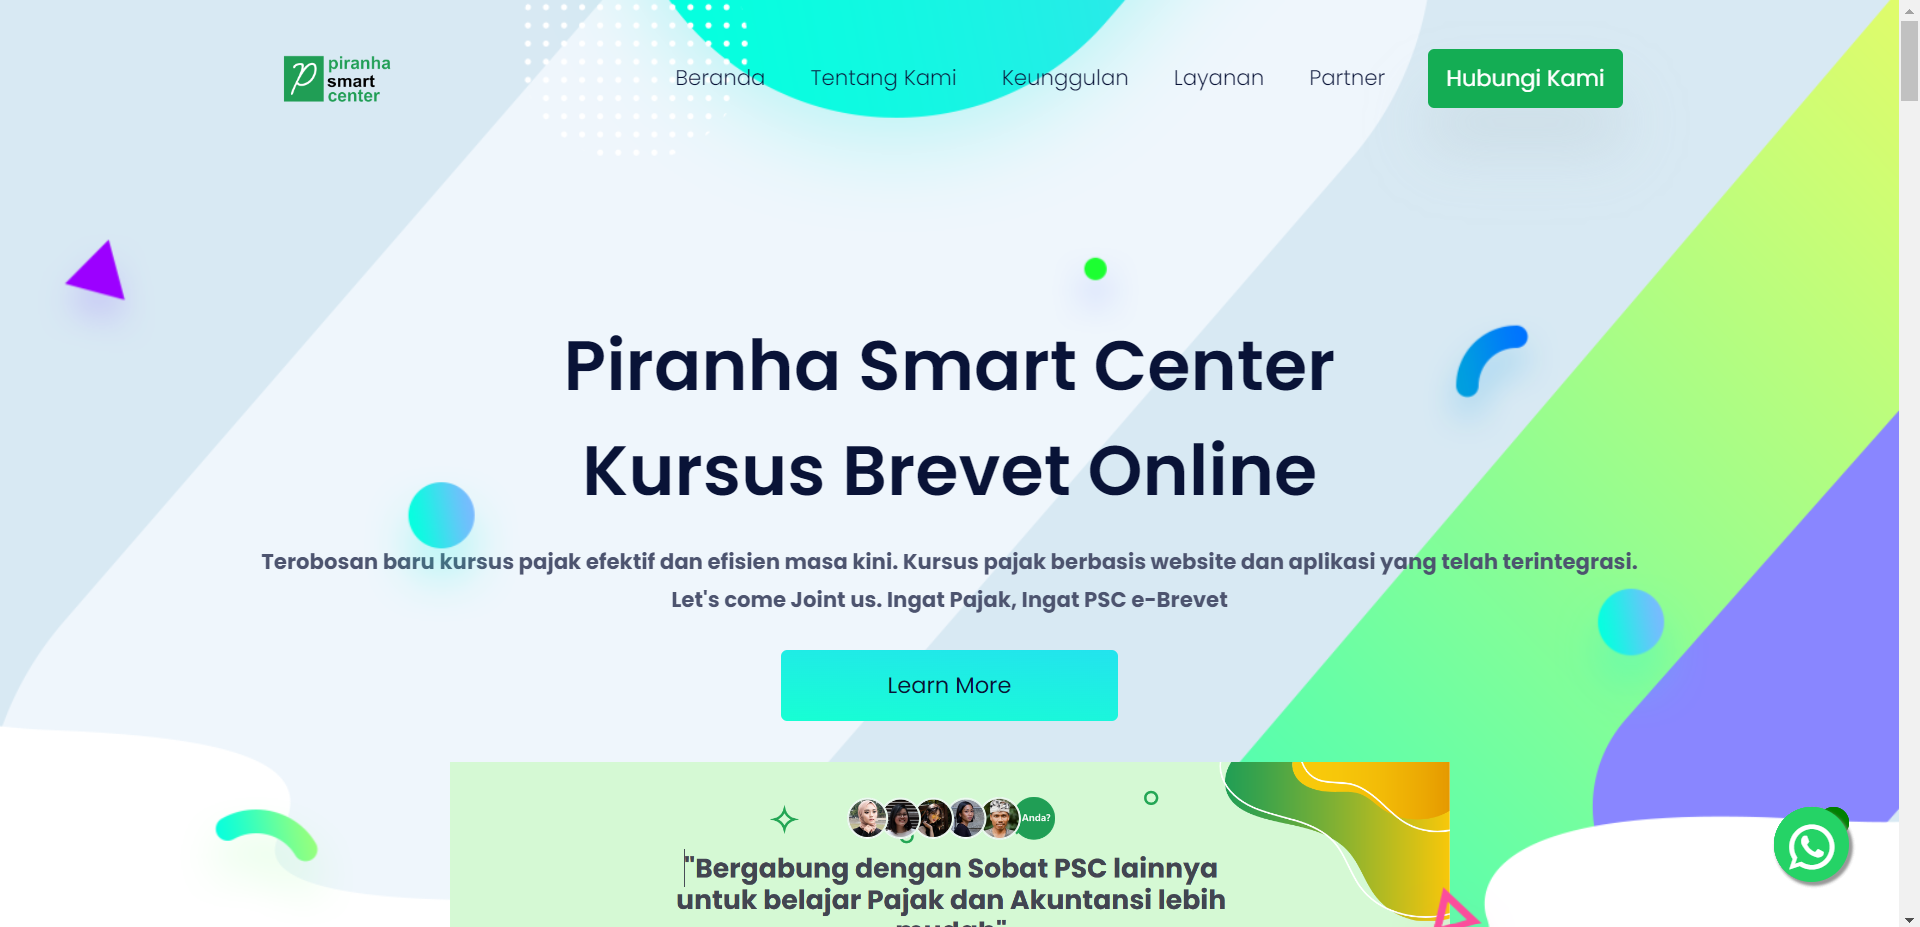 piranha
smart
center
Beranda
Tentang Kami
Keunggulan
Layanan
Partner
Hubungi Kami
Piranha Smart Center
Kursus Brevet Online
Terobosan baru kursus pajak efektif dan efisien masa kini. Kursus pajak berbasis website dan aplikasi yang telah terintegrasi.
Let's come Joint us. Ingat Pajak, Ingat PSC e-Brevet
Learn More
Anda?
"Bergabung dengan Sobat PSC lainnya
untuk belajar Pajak dan Akuntansi lebih